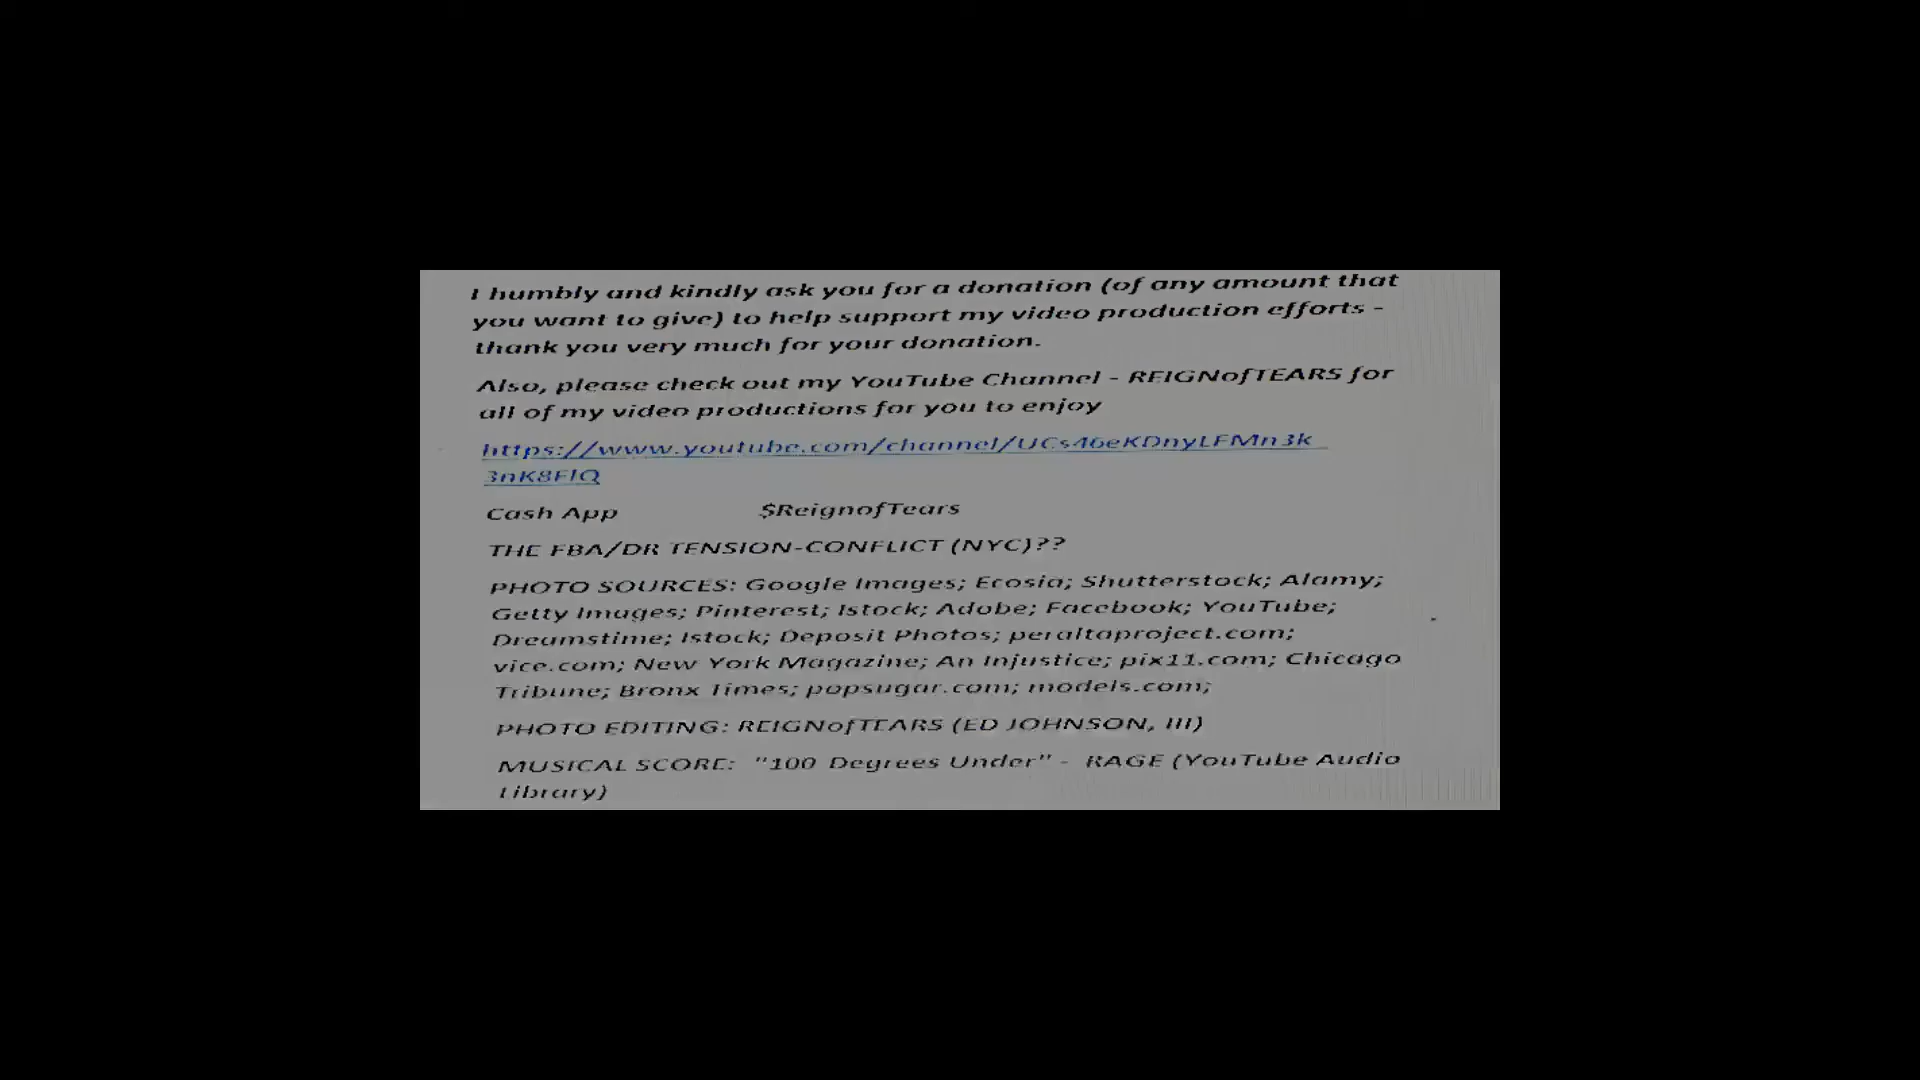 I humbly and kindly ask you for a donation (of any amount that
you want to give) to help support my video production efforts -
thank you very much for your donation.
Also, please check out my YouTube Channel - REIGNofTEARS for
all of my video productions for you to enjoy
https://www.youtube.com/channel/UCs46eKDnyLFMn3k_
3nK8FlQ
Cash App $ReignofTears
THE FBA/DR TENSION-CONFLICT (NYC)??
PHOTO SOURCES: Google Images; Ecosia; Shutterstock; Alamy;
Getty Images; Pinterest; Istock; Adobe; Facebook; YouTube;
Dreamstime; Istock; Deposit Photos; peraltaproject.com;
vice.com; New York Magazine; An Injustice; pix11.com; Chicago
Tribune; Bronx Times; popsugar.com; models.com;
PHOTO EDITING: REIGNofTEARS (ED JOHNSON, III)
MUSICAL SCORE: "100 Degrees Under" - RAGE (YouTube Audio
Library)